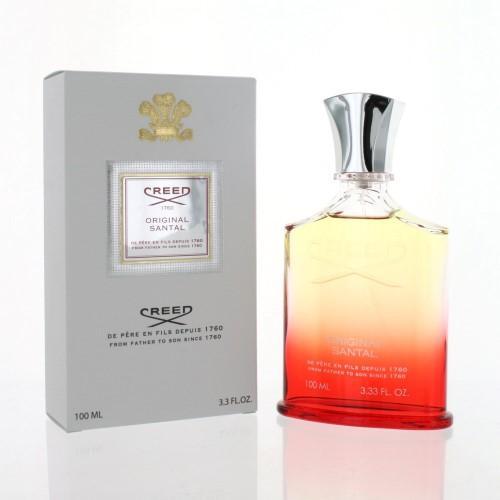 CREED
1760
ORIGINAL
SANTAL
DE PÈRE EN FILS DEPUIS 1760
FROM FATHER TO SON SINCE 1760
CREED
DE PÈRE EN FILS DEPUIS 1760
FROM FATHER TO SON SINCE 1760
100 ML
3.3 FL.OZ.
CREED
ORIGINAL
SANTAL
DE PÈRE EN FILS DEPUIS 1760
FROM FATHER TO SON SINCE 1760
100 ML 3.33 FL. OZ.